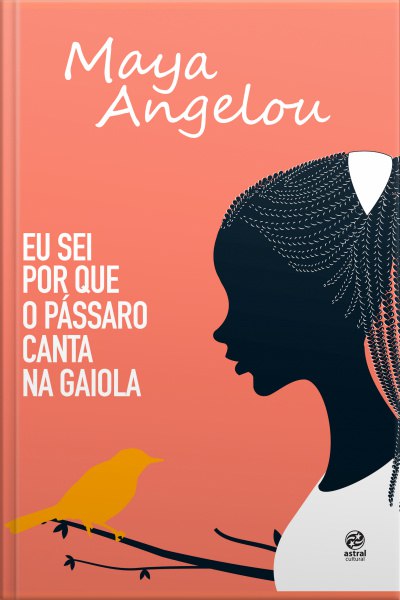 Maya
Angelou
EU SEI
POR QUE
O PÁSSARO
CANTA
NA GAIOLA
astral
cultural